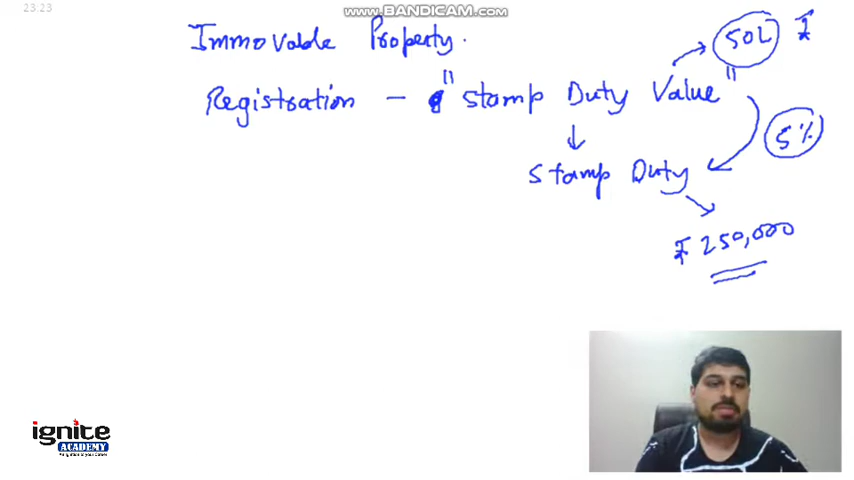 23:23
www.BANDICAM.com
50L ₹
Immovable Property.
Registration - "Stamp Duty Value"
5%
Stamp Duty
₹ 250,000
ignite
ACADEMY